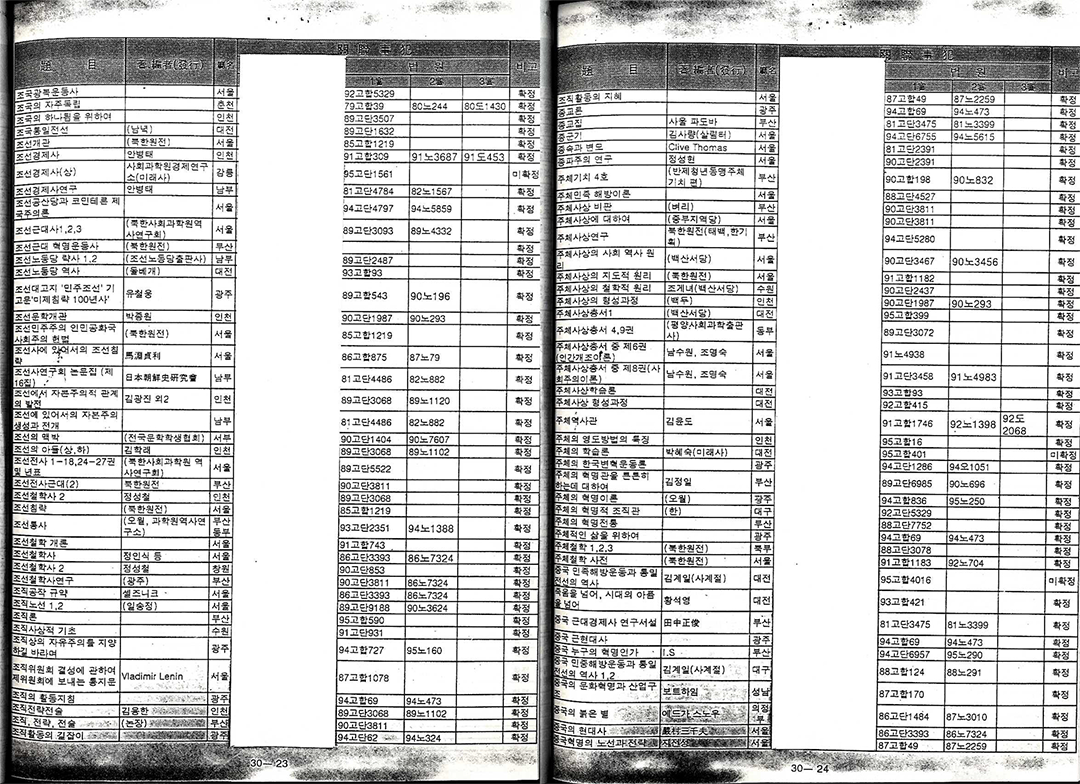 題 目 著·編者(發行) 廳名 關聯事犯 비고
법 원
1심 2심 3심
조국광복운동사 서울 92고합5329 확정
조국의 자주독립 춘천 79고합39 80노244 80도1430 확정
조국의 하나됨을 위하여 인천 89고단3507 확정
조국통일전선 (남녘) 대전 89고단1632 확정
조선개관 (북한원전) 서울 85고합1219 확정
조선경제사 안병태 인천 91고합309 91노3687 91도453 확정
조선경제사(상) 사회과학원경제연구
소(미래사) 강릉 95고단1561 미확정
조선경제사연구 안병태 남부 81고단4784 82노1567 확정
조선공산당과 코민테른 제
국주의론 서울 94고단4797 94노5859 확정
조선근대사1,2,3 (북한사회과학원역
사연구회) 서울 89고단3093 89노4332 확정
조선근대 혁명운동사 (북한원전) 부산 확정
조선노동당 략사 1,2 (조선노동당출판사) 남부 89고단2487 확정
조선노동당 역사 (돌베개) 대전 93고합93 확정
조선대고지 '민주조선' 기
고문'미제침략 100년사' 유철웅 광주 89고합543 90노196 확정
조선문학개관 박종원 인천 90고단1987 90노293 확정
조선민주주의 인민공화국
사회주의 헌법 (북한원전) 서울 85고합1219 확정
조선사에 있어서의 조선침
략 馬淵貞利 서울 86고합875 87노79 확정
조선사연구회 논문집 (제
16집) 日本朝鮮史硏究會 남부 81고단4486 82노882 확정
조선에서 자본주의적 관계
의 발전 김광진 외2 인천 89고단3068 89노1120 확정
조선에 있어서의 자본주의
생성과 전개 남부 81고단4486 82노882 확정
조선의 맥박 (전국문학학생협회) 서부 90고단1404 90노7607 확정
조선의 아들(상,하) 김학래 인천 89고단3068 89노1102 확정
조선전사 1-18,24-27권
및 년표 (북한사회과학원 역
사연구회) 서울 89고단5522 확정
조선전사근대(2) 북한원전 부산 90고단3811 확정
조선철학사 2 정성철 인천 89고단3068 확정
조선침략 (북한원전) 서울 85고합1219 확정
조선통사 (오월, 과학원역사연
구소) 부산
동부 93고단2351 94노1388 확정
조선철학 개론 서울 91고합743 확정
조선철학사 정인식 등 서울 86고단3393 86노7324 확정
조선철학사 2 정성철 창원 90고단853 확정
조선철학사연구 (광주) 부산 90고단3811 86노7324 확정
조직공작 규약 셀즈니크 서울 86고단3393 86노7324 확정
조직노선 1,2 (일송정) 서울 89고단9188 90노3624 확정
조직론 부산 95고합590 확정
조직사상적 기초 수원 91고단931 확정
조직상의 자유주의를 지양
하길 바라며 광주 94고합727 95노160 확정
조직위원회 결성에 관하여
제위원회에 보내는 통지문 Vladimir Lenin 서울 87고합1078 확정
조직의 활동지침 광주 94고합69 94노473 확정
조직전략전술 김용한 인천 89고단3068 89노1102 확정
조직,전략,전술 (논장) 부산 90고단3811 확정
조직활동의 길잡이 광주 94고단62 94노324 확정
30— 23
題 目 著·編者(發行) 廳名 關聯事犯 비고
법 원
1심 2심 3심
조직활동의 지혜 서울 87고합49 87노2259 확정
종교론 광주 94고합69 94노473 확정
종교집 사울 파도바 부산 81고단3475 81노3399 확정
종군기 김사량(살림터) 서울 94고단6755 94노5615 확정
종속과 변모 Clive Thomas 서울 81고단2391 확정
종파주의 연구 정성현 서울 90고단2391 확정
주체기치 4호 (반제청년동맹주체
기치 편) 부산 90고합198 90노832 확정
주체민족 해방이론 서울 88고단4527 확정
주체사상 비판 (벼리) 부산 90고단3811 확정
주체사상에 대하여 (중부지역당) 서울 90고단3811 확정
주체사상연구 북한원전(태백,한기
획) 부산 94고단5280 확정
주체사상의 사회 역사 원
리 (백산서당) 서울 90고단3467 90노3456 확정
주체사상의 지도적 원리 (북한원전) 서울 91고합1182 확정
주체사상의 철학적 원리 조게녀(백산서당) 수원 90고단2437 확정
주체사상의 형성과정 (백두) 인천 90고단1987 90노293 확정
주체사상총서1 (백산서당) 대전 95고합399 확정
주체사상총서 4,9권 (평양사회과학출판
사) 동부 89고단3072 확정
주체사상총서 중 제6권
(인간개조이론) 남수원, 조명숙 서울 91노4938 확정
주체사상총서 중 제8권(사
회주의이론) 남수원, 조명숙 서울 91고단3458 91노4983 확정
주체사상학습론 대전 93고합93 확정
주체사상 형성과정 대전 92고합415 확정
주체역사관 김윤도 서울 91고합1746 92노1398 92도
2068 확정
주체의 영도방법의 특징 인천 95고합16 확정
주체의 학습론 박혜숙(미래사) 대전 95고합401 미확정
주체의 한국변혁운동론 광주 94고단1286 94오1051 확정
주체의 혁명관을 튼튼히
하는데 대하여 김정일 부산 89고단6985 90노696 확정
주체의 혁명이론 (오월) 광주 94고합836 95노250 확정
주체의 혁명적 조직관 (한) 대구 92고단5329 확정
주체의 혁명전통 부산 88고단7752 확정
주체적인 삶을 위하여 광주 94고합69 94노473 확정
주체철학 1,2,3 (북한원전) 북부 88고단3078 확정
주체철학 사전 (북한원전) 서울 91고합1183 92노704 확정
중국 민족해방운동과 통일
전선의 역사 김계일(사계절) 대전 95고합4016 미확정
죽음을 넘어, 시대의 아픔
을 넘어 황석영 대전 93고합421 확정
중국 근대경제사 연구서설 田中正俊 부산 81고단3475 81노3399 확정
중국 근현대사 광주 94고합69 94노473 확정
중국 누구의 혁명인가 I.S 부산 94고단6957 95노290 확정
중국 민중해방운동과 통일
전선의 역사 1,2 김계일(사계절) 대구 88고합124 88노291 확정
중국의 문화혁명과 산업구
조 보트하임 성남 87고합170 확정
중국의 붉은 별 에드가스노우 의정
부 86고단1484 87노3010 확정
중국의 현대사 서울 86고단3393 86노7324 확정
중국혁명의 노선과 전략 서울 87고합49 87노2259 확정
30— 24